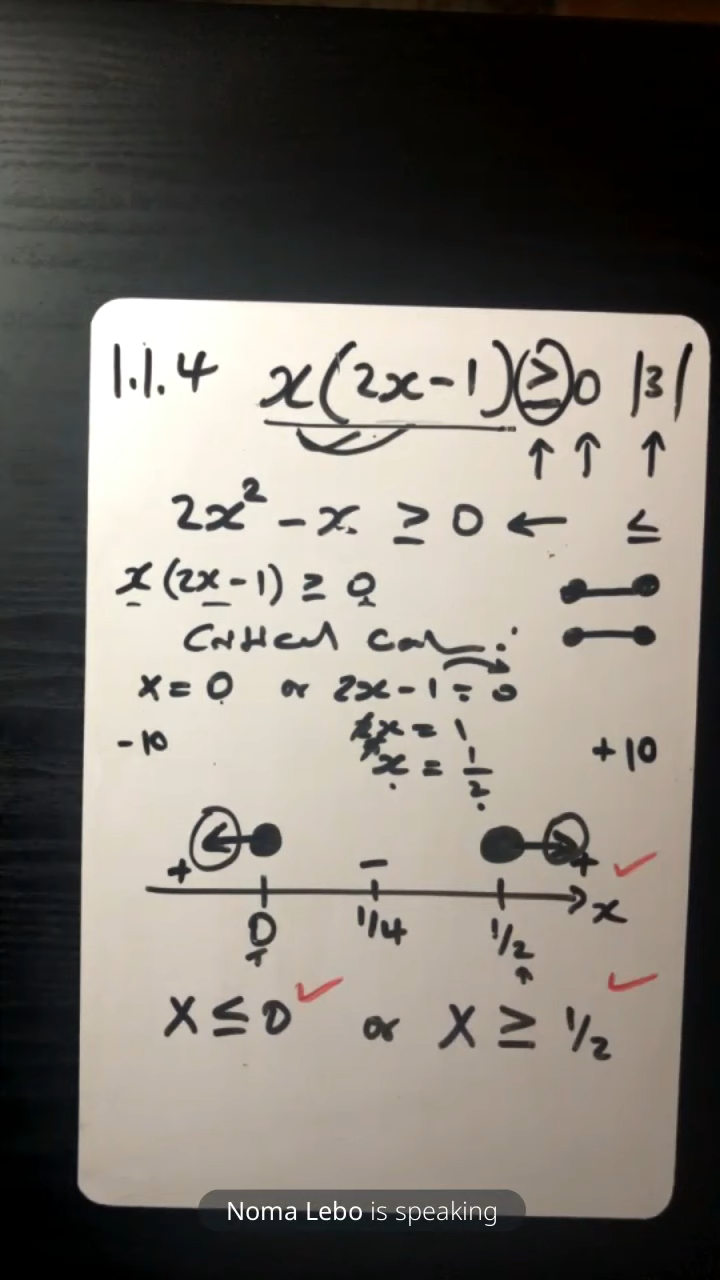 1.1.4 x(2x-1) ≥ 0 |3|
↑ ↑ ↑
2x² - x ≥ 0 ← ≤
x(2x-1) ≥ 0
Critical
x = 0 or 2x - 1 = 0
-10 2x = 1 +10
x = 1/2
+ - +
0 1/4 1/2 x
x ≤ 0 or x ≥ 1/2
Noma Lebo is speaking